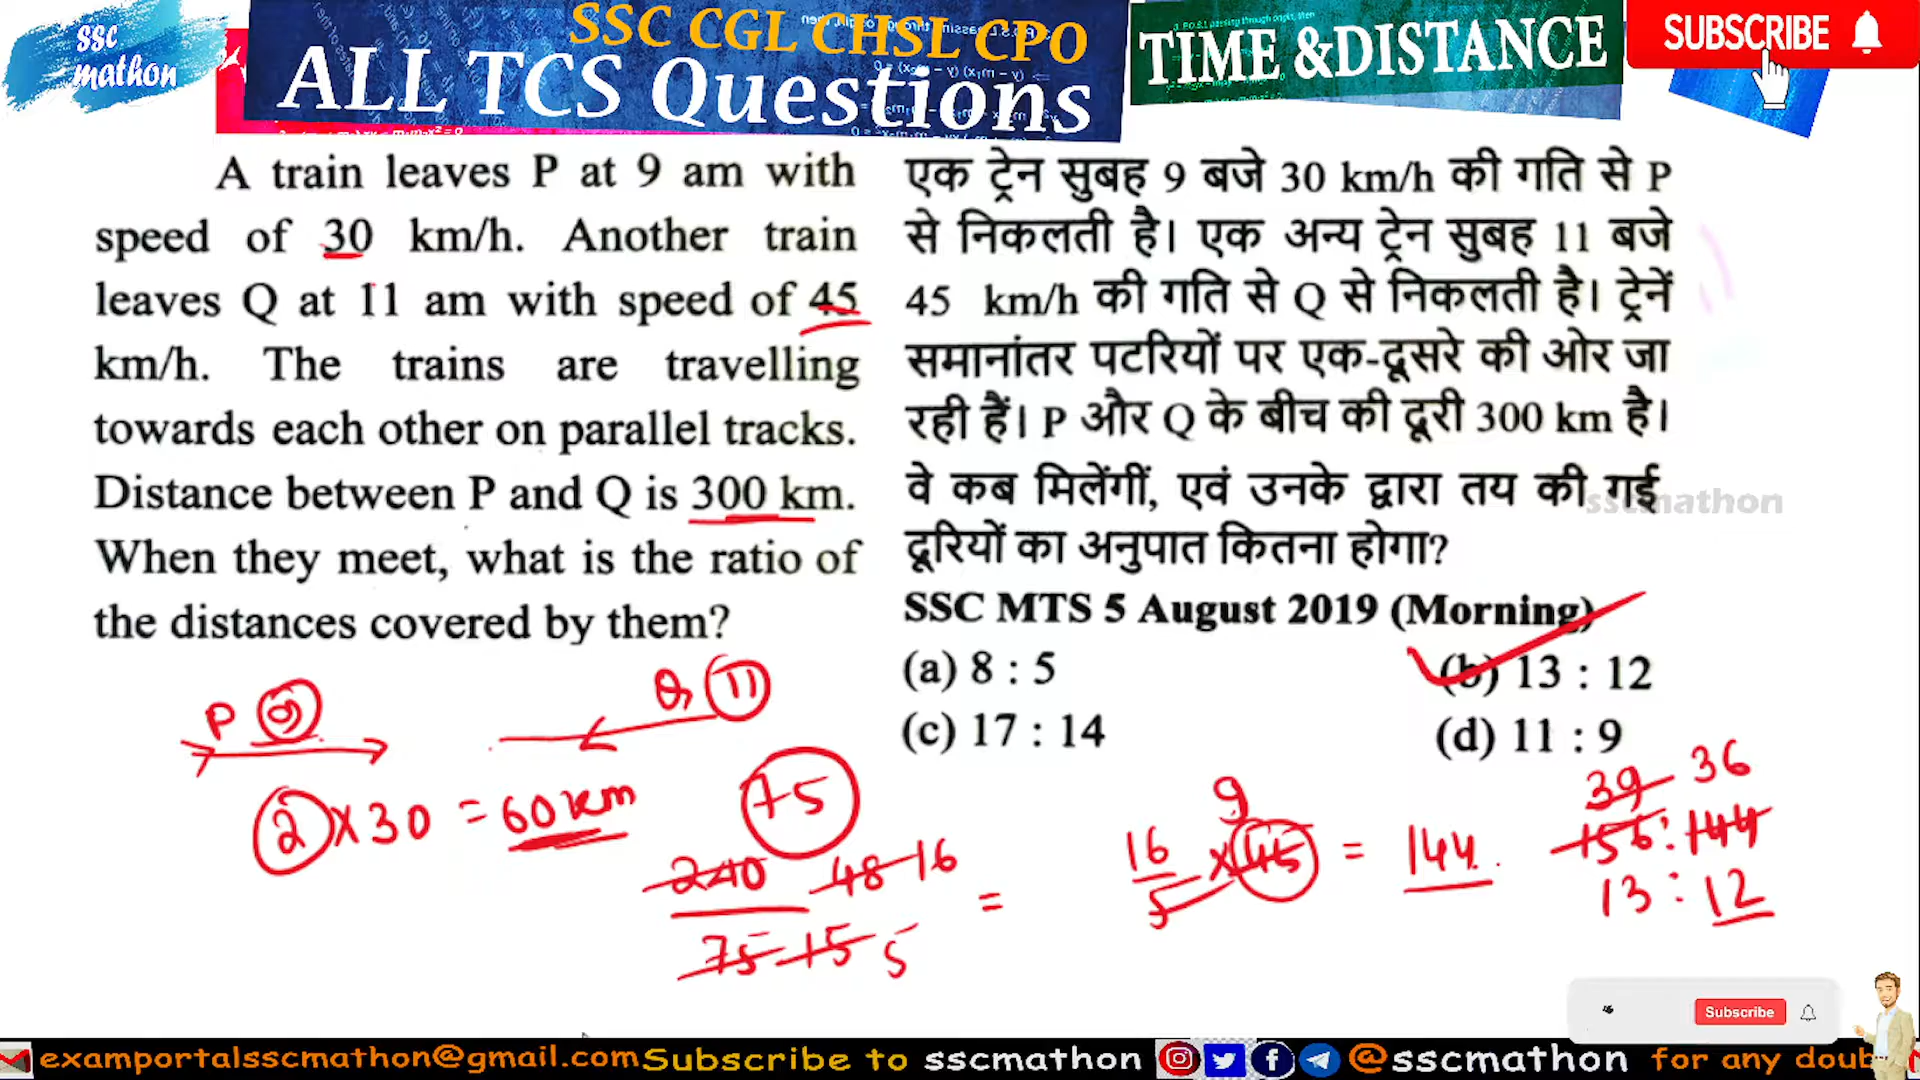 ssc
mathon
SSC CGL CHSL CPO
ALL TCS Questions
TIME &DISTANCE
SUBSCRIBE
A train leaves P at 9 am with
speed of 30 km/h. Another train
leaves Q at 11 am with speed of 45
km/h. The trains are travelling
towards each other on parallel tracks.
Distance between P and Q is 300 km.
When they meet, what is the ratio of
the distances covered by them?
एक ट्रेन सुबह 9 बजे 30 km/h की गति से P
से निकलती है। एक अन्य ट्रेन सुबह 11 बजे
45 km/h की गति से Q से निकलती है। ट्रेनें
समानांतर पटरियों पर एक-दूसरे की ओर जा
रही हैं। P और Q के बीच की दूरी 300 km है।
वे कब मिलेंगीं, एवं उनके द्वारा तय की गई
sscmathon
दूरियों का अनुपात कितना होगा?
SSC MTS 5 August 2019 (Morning)
(a) 8 : 5
(b) 13 : 12
(c) 17 : 14
(d) 11 : 9
P 9
Q 11
2 × 30 = 60 km
75
240 48 16
75 15 5
=
9
16
5
× 45 = 144
39 36
156 : 144
13 : 12
Subscribe
examportalsscmathon@gmail.com Subscribe to sscmathon @sscmathon for any doub